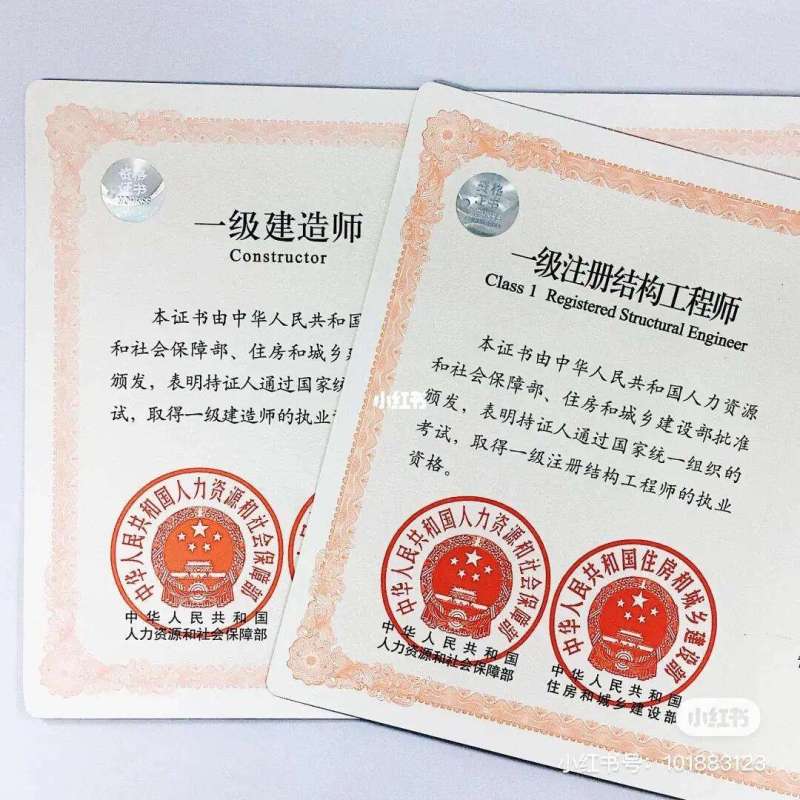 资格
证书
一级建造师
Constructor
本证书由中华人民共和国
和社会保障部、住房和城乡建
颁发，表明持证人通过国家统
试，取得一级建造师的执业
中华人民共和国人力资源和社会保障部
中华人民共和国
人力资源和社会保障部
资格
证书
一级注册结构工程师
Class 1 Registered Structural Engineer
本证书由中华人民共和国人力资源
和社会保障部、住房和城乡建设部批准
颁发，表明持证人通过国家统一组织的
考试，取得一级注册结构工程师的执业
资格。
中华人民共和国人力资源和社会保障部
中华人民共和国
人力资源和社会保障部
中华人民共和国住房和城乡建设部
中华人民共和国
住房和城乡建设部
小红书
小红书
小红书号：101883123